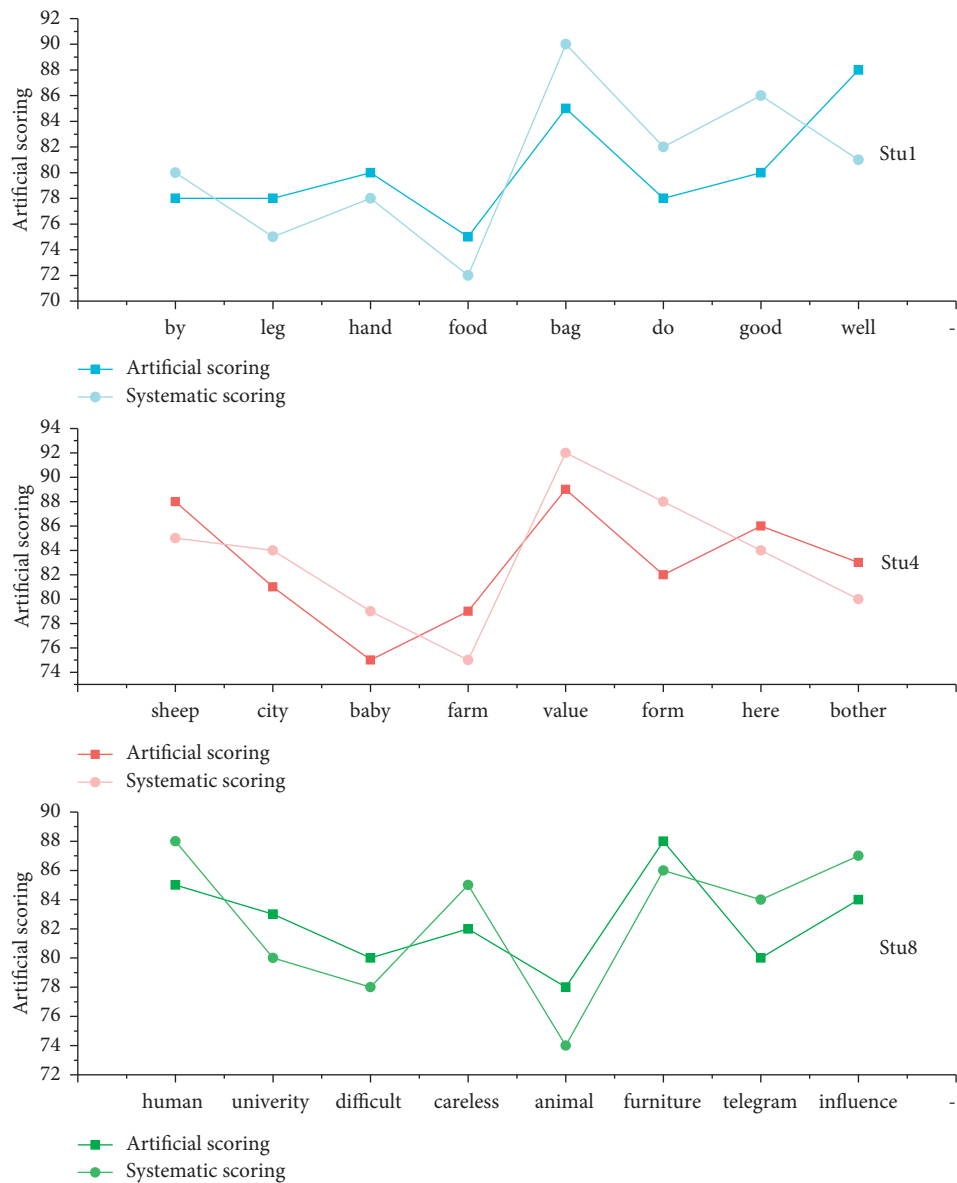 92
90
88
86
84
82
80
78
76
74
72
70
Artificial scoring
Stu1
by leg hand food bag do good well -
Artificial scoring
Systematic scoring
94
92
90
88
86
84
82
80
78
76
74
Artificial scoring
Stu4
sheep city baby farm value form here bother
Artificial scoring
Systematic scoring
90
88
86
84
82
80
78
76
74
72
Artificial scoring
Stu8
human univerity difficult careless animal furniture telegram influence -
Artificial scoring
Systematic scoring